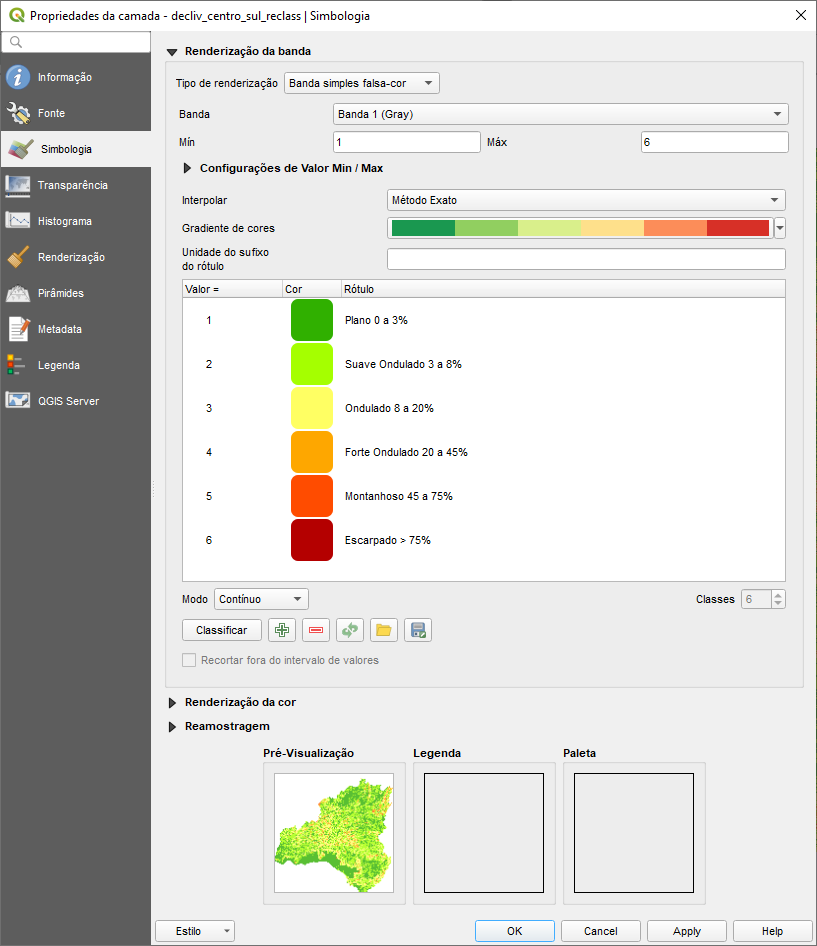 Propriedades da camada - decliv_centro_sul_reclass | Simbologia
Informação
Fonte
Simbologia
Transparência
Histograma
Renderização
Pirâmides
Metadata
Legenda
QGIS Server
Renderização da banda
Tipo de renderização Banda simples falsa-cor
Banda Banda 1 (Gray)
Mín 1 Máx 6
Configurações de Valor Min / Max
Interpolar Método Exato
Gradiente de cores
Unidade do sufixo
do rótulo
Valor = Cor Rótulo
1 Plano 0 a 3%
2 Suave Ondulado 3 a 8%
3 Ondulado 8 a 20%
4 Forte Ondulado 20 a 45%
5 Montanhoso 45 a 75%
6 Escarpado > 75%
Modo Contínuo Classes 6
Classificar
Recortar fora do intervalo de valores
Renderização da cor
Reamostragem
Pré-Visualização Legenda Paleta
Estilo OK Cancel Apply Help